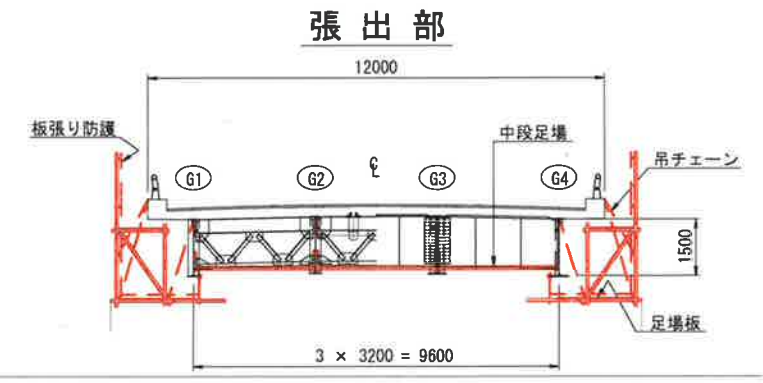 張出部
12000
板張り防護
中段足場
吊チェーン
G1
G2
℄
G3
G4
1500
足場板
3 × 3200 = 9600